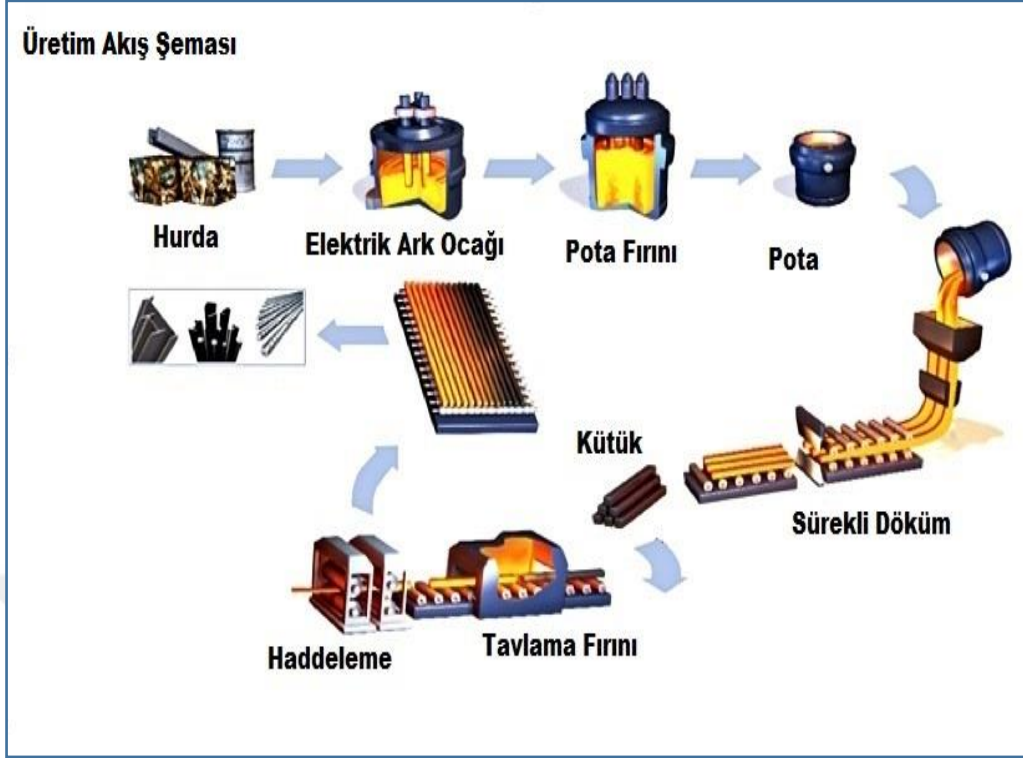 Üretim Akış Şeması
Hurda
Elektrik Ark Ocağı
Pota Fırını
Pota
Kütük
Sürekli Döküm
Haddeleme
Tavlama Fırını